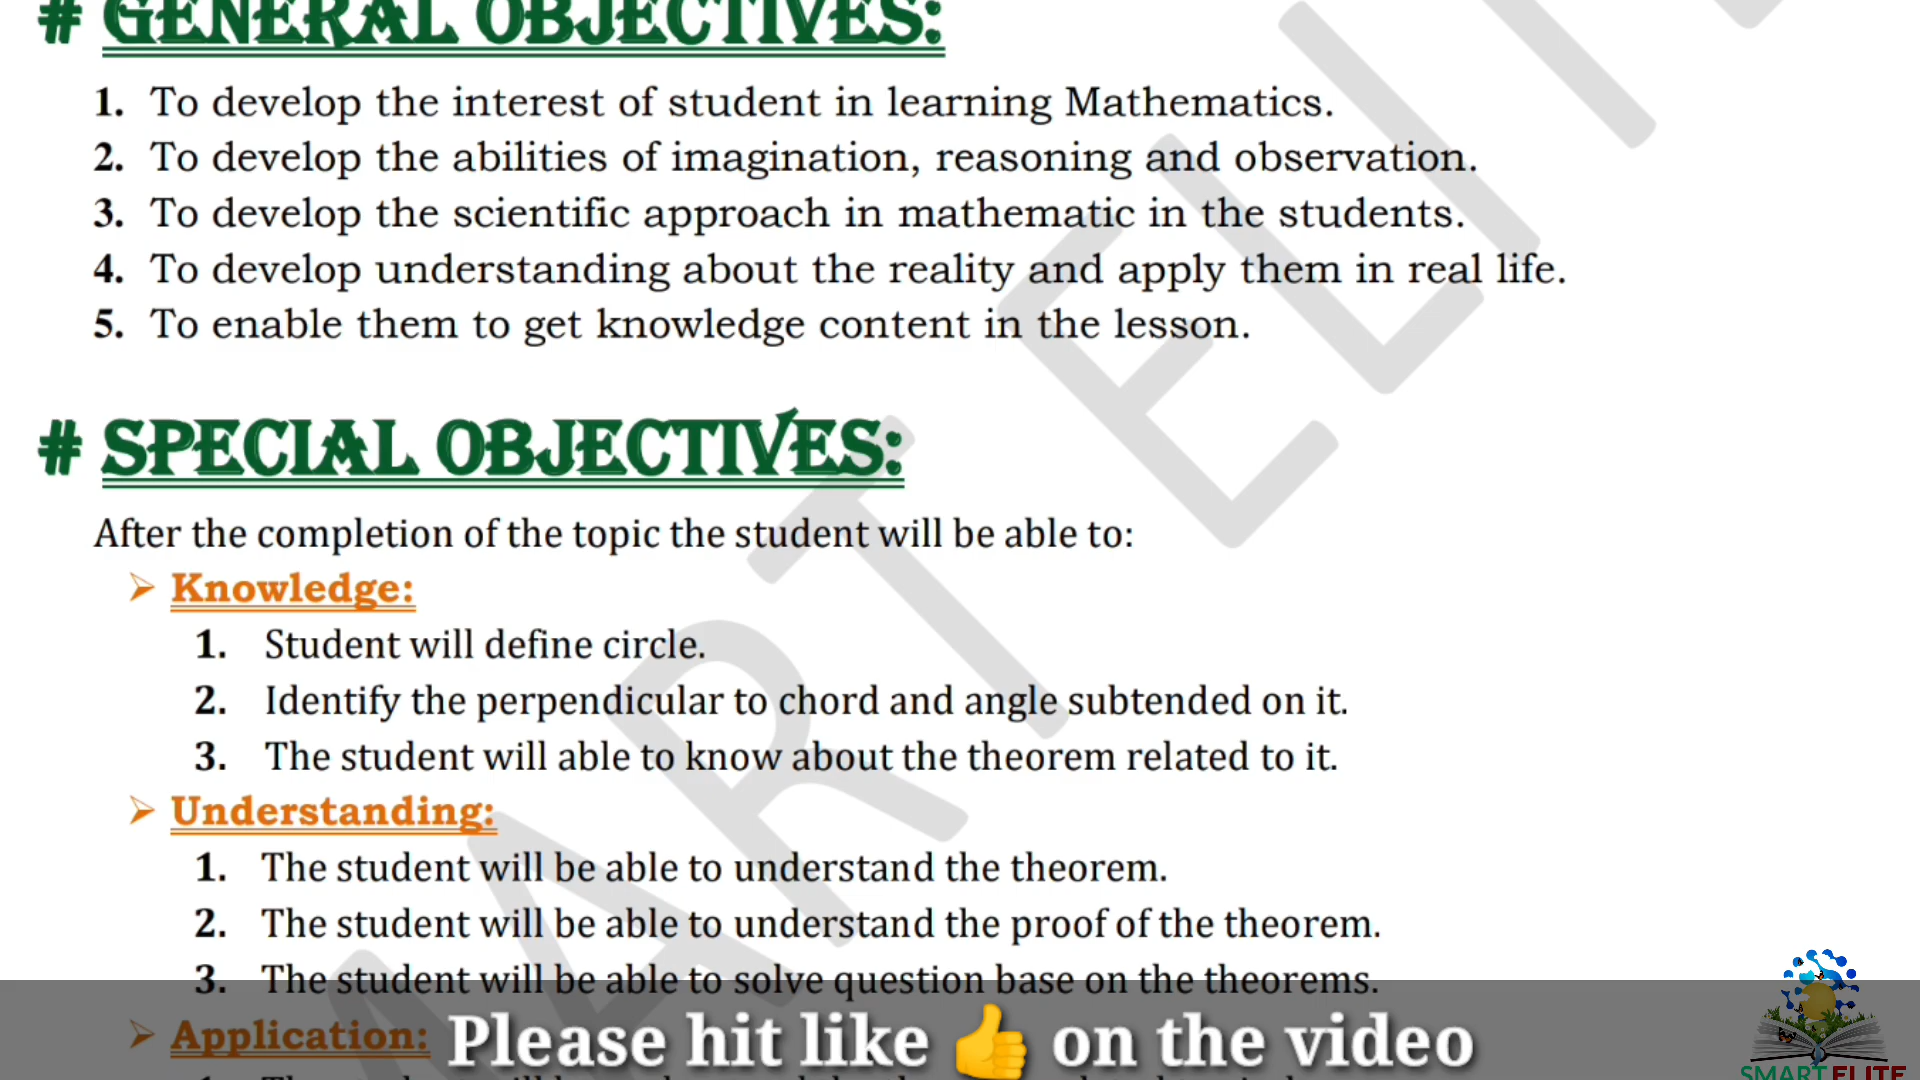 # GENERAL OBJECTIVES:
1. To develop the interest of student in learning Mathematics.
2. To develop the abilities of imagination, reasoning and observation.
3. To develop the scientific approach in mathematic in the students.
4. To develop understanding about the reality and apply them in real life.
5. To enable them to get knowledge content in the lesson.
# SPECIAL OBJECTIVES:
After the completion of the topic the student will be able to:
➢ Knowledge:
1. Student will define circle.
2. Identify the perpendicular to chord and angle subtended on it.
3. The student will able to know about the theorem related to it.
➢ Understanding:
1. The student will be able to understand the theorem.
2. The student will be able to understand the proof of the theorem.
3. The student will be able to solve question base on the theorems.
➢ Application:
Please hit like 👍 on the video
SMART ELITE